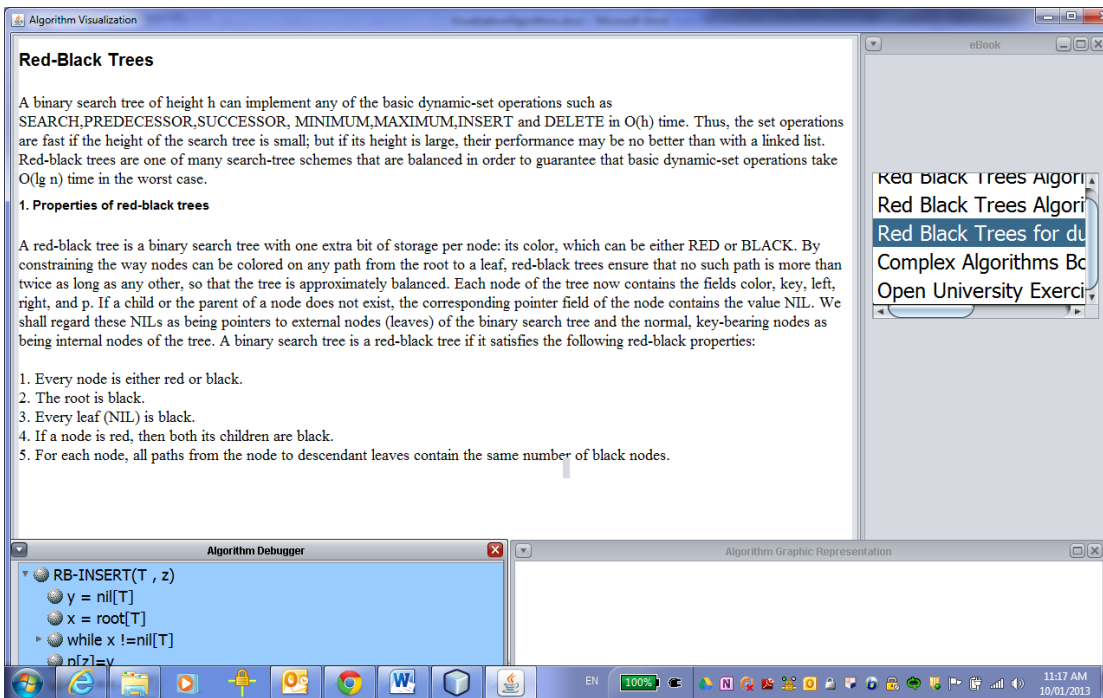 Algorithm Visualization
Red-Black Trees
A binary search tree of height h can implement any of the basic dynamic-set operations such as
SEARCH,PREDECESSOR,SUCCESSOR, MINIMUM,MAXIMUM,INSERT and DELETE in O(h) time. Thus, the set operations
are fast if the height of the search tree is small; but if its height is large, their performance may be no better than with a linked list.
Red-black trees are one of many search-tree schemes that are balanced in order to guarantee that basic dynamic-set operations take
O(lg n) time in the worst case.
1. Properties of red-black trees
A red-black tree is a binary search tree with one extra bit of storage per node: its color, which can be either RED or BLACK. By
constraining the way nodes can be colored on any path from the root to a leaf, red-black trees ensure that no such path is more than
twice as long as any other, so that the tree is approximately balanced. Each node of the tree now contains the fields color, key, left,
right, and p. If a child or the parent of a node does not exist, the corresponding pointer field of the node contains the value NIL. We
shall regard these NILs as being pointers to external nodes (leaves) of the binary search tree and the normal, key-bearing nodes as
being internal nodes of the tree. A binary search tree is a red-black tree if it satisfies the following red-black properties:
1. Every node is either red or black.
2. The root is black.
3. Every leaf (NIL) is black.
4. If a node is red, then both its children are black.
5. For each node, all paths from the node to descendant leaves contain the same number of black nodes.
eBook
Red Black Trees Algori
Red Black Trees Algori
Red Black Trees for du
Complex Algorithms Bo
Open University Exerci
Algorithm Debugger
RB-INSERT(T , z)
y = nil[T]
x = root[T]
while x !=nil[T]
p[z]=y
Algorithm Graphic Representation
EN
100%
11:17 AM
10/01/2013